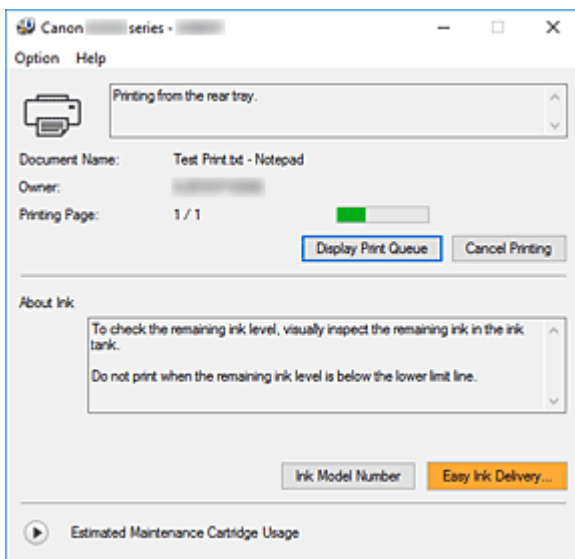 Canon series -
Option Help
Printing from the rear tray.
Document Name: Test Print.txt - Notepad
Owner:
Printing Page: 1 / 1
Display Print Queue Cancel Printing
About Ink
To check the remaining ink level, visually inspect the remaining ink in the ink
tank.
Do not print when the remaining ink level is below the lower limit line.
Ink Model Number Easy Ink Delivery...
Estimated Maintenance Cartridge Usage